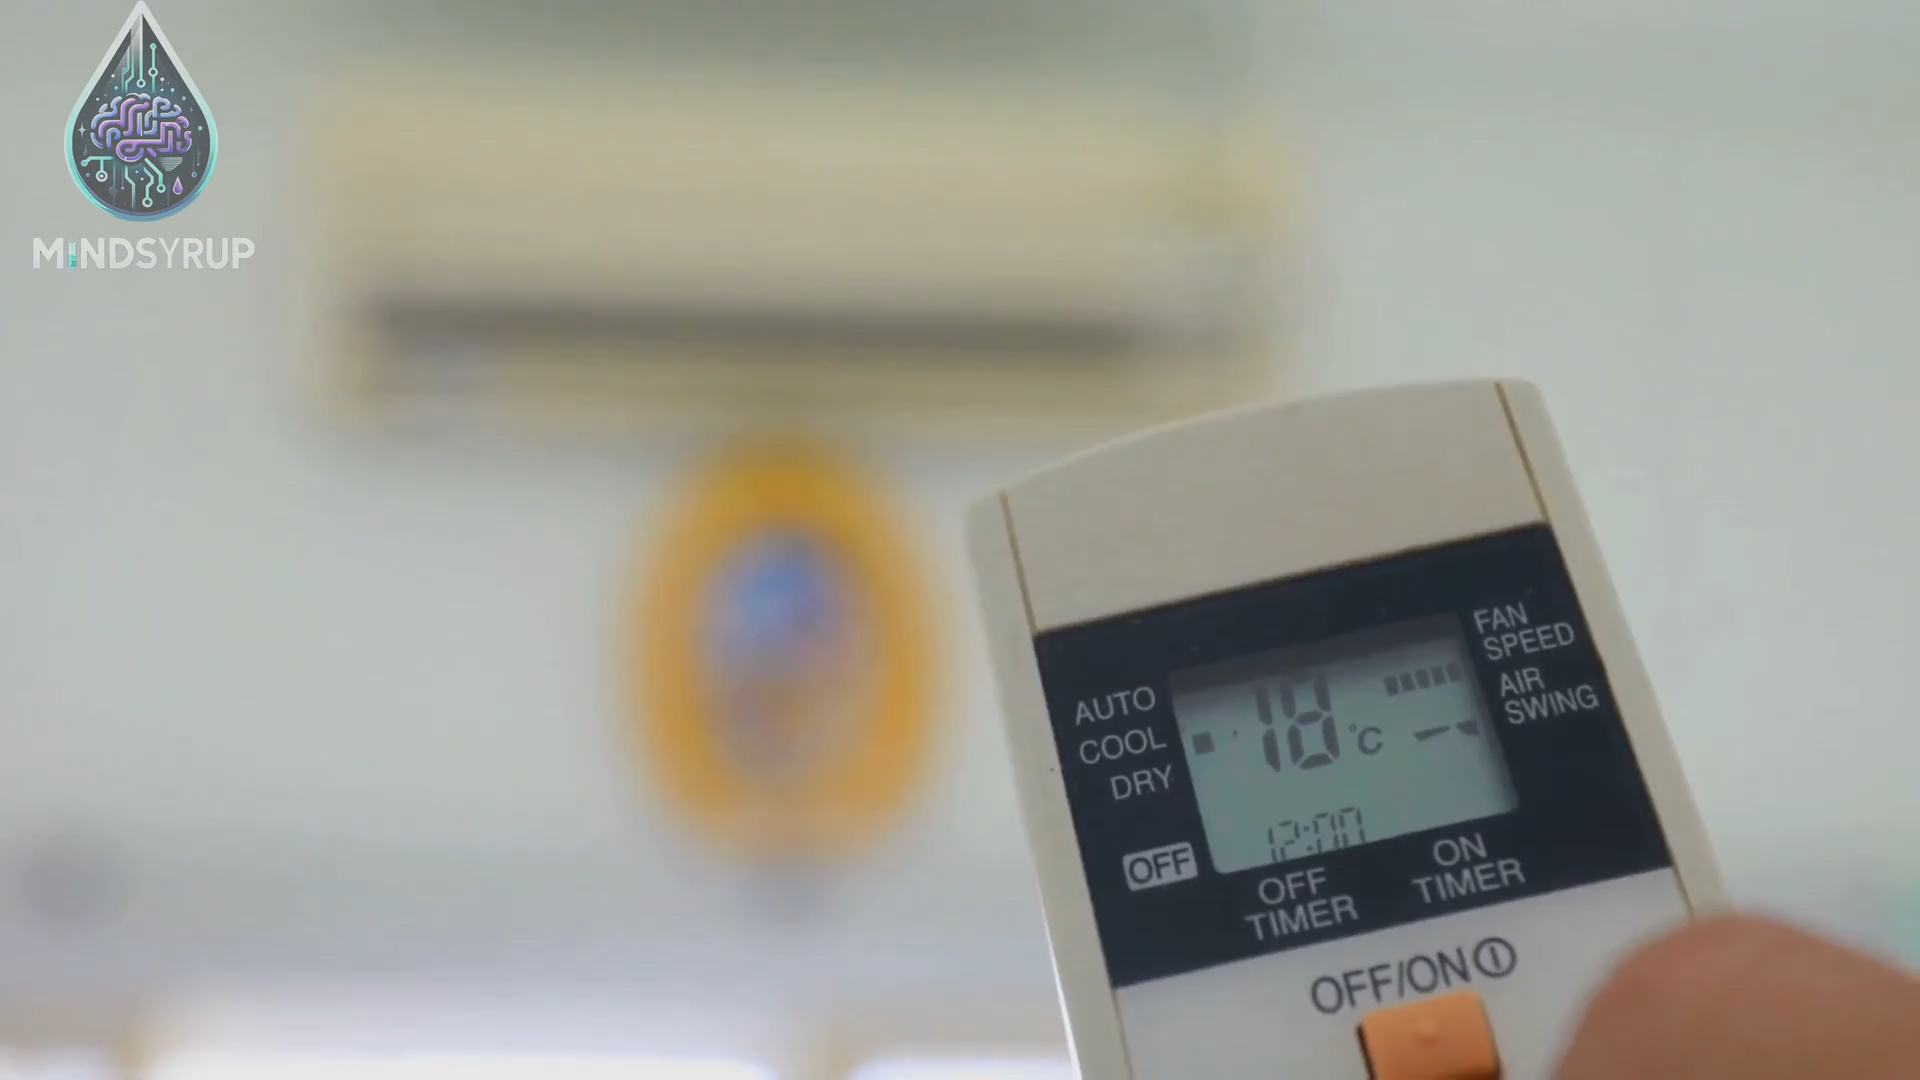 MINDSYRUP
FAN
SPEED
AIR
SWING
AUTO
COOL
DRY
18 °C
12:00
OFF
OFF
TIMER
ON
TIMER
OFF/ON